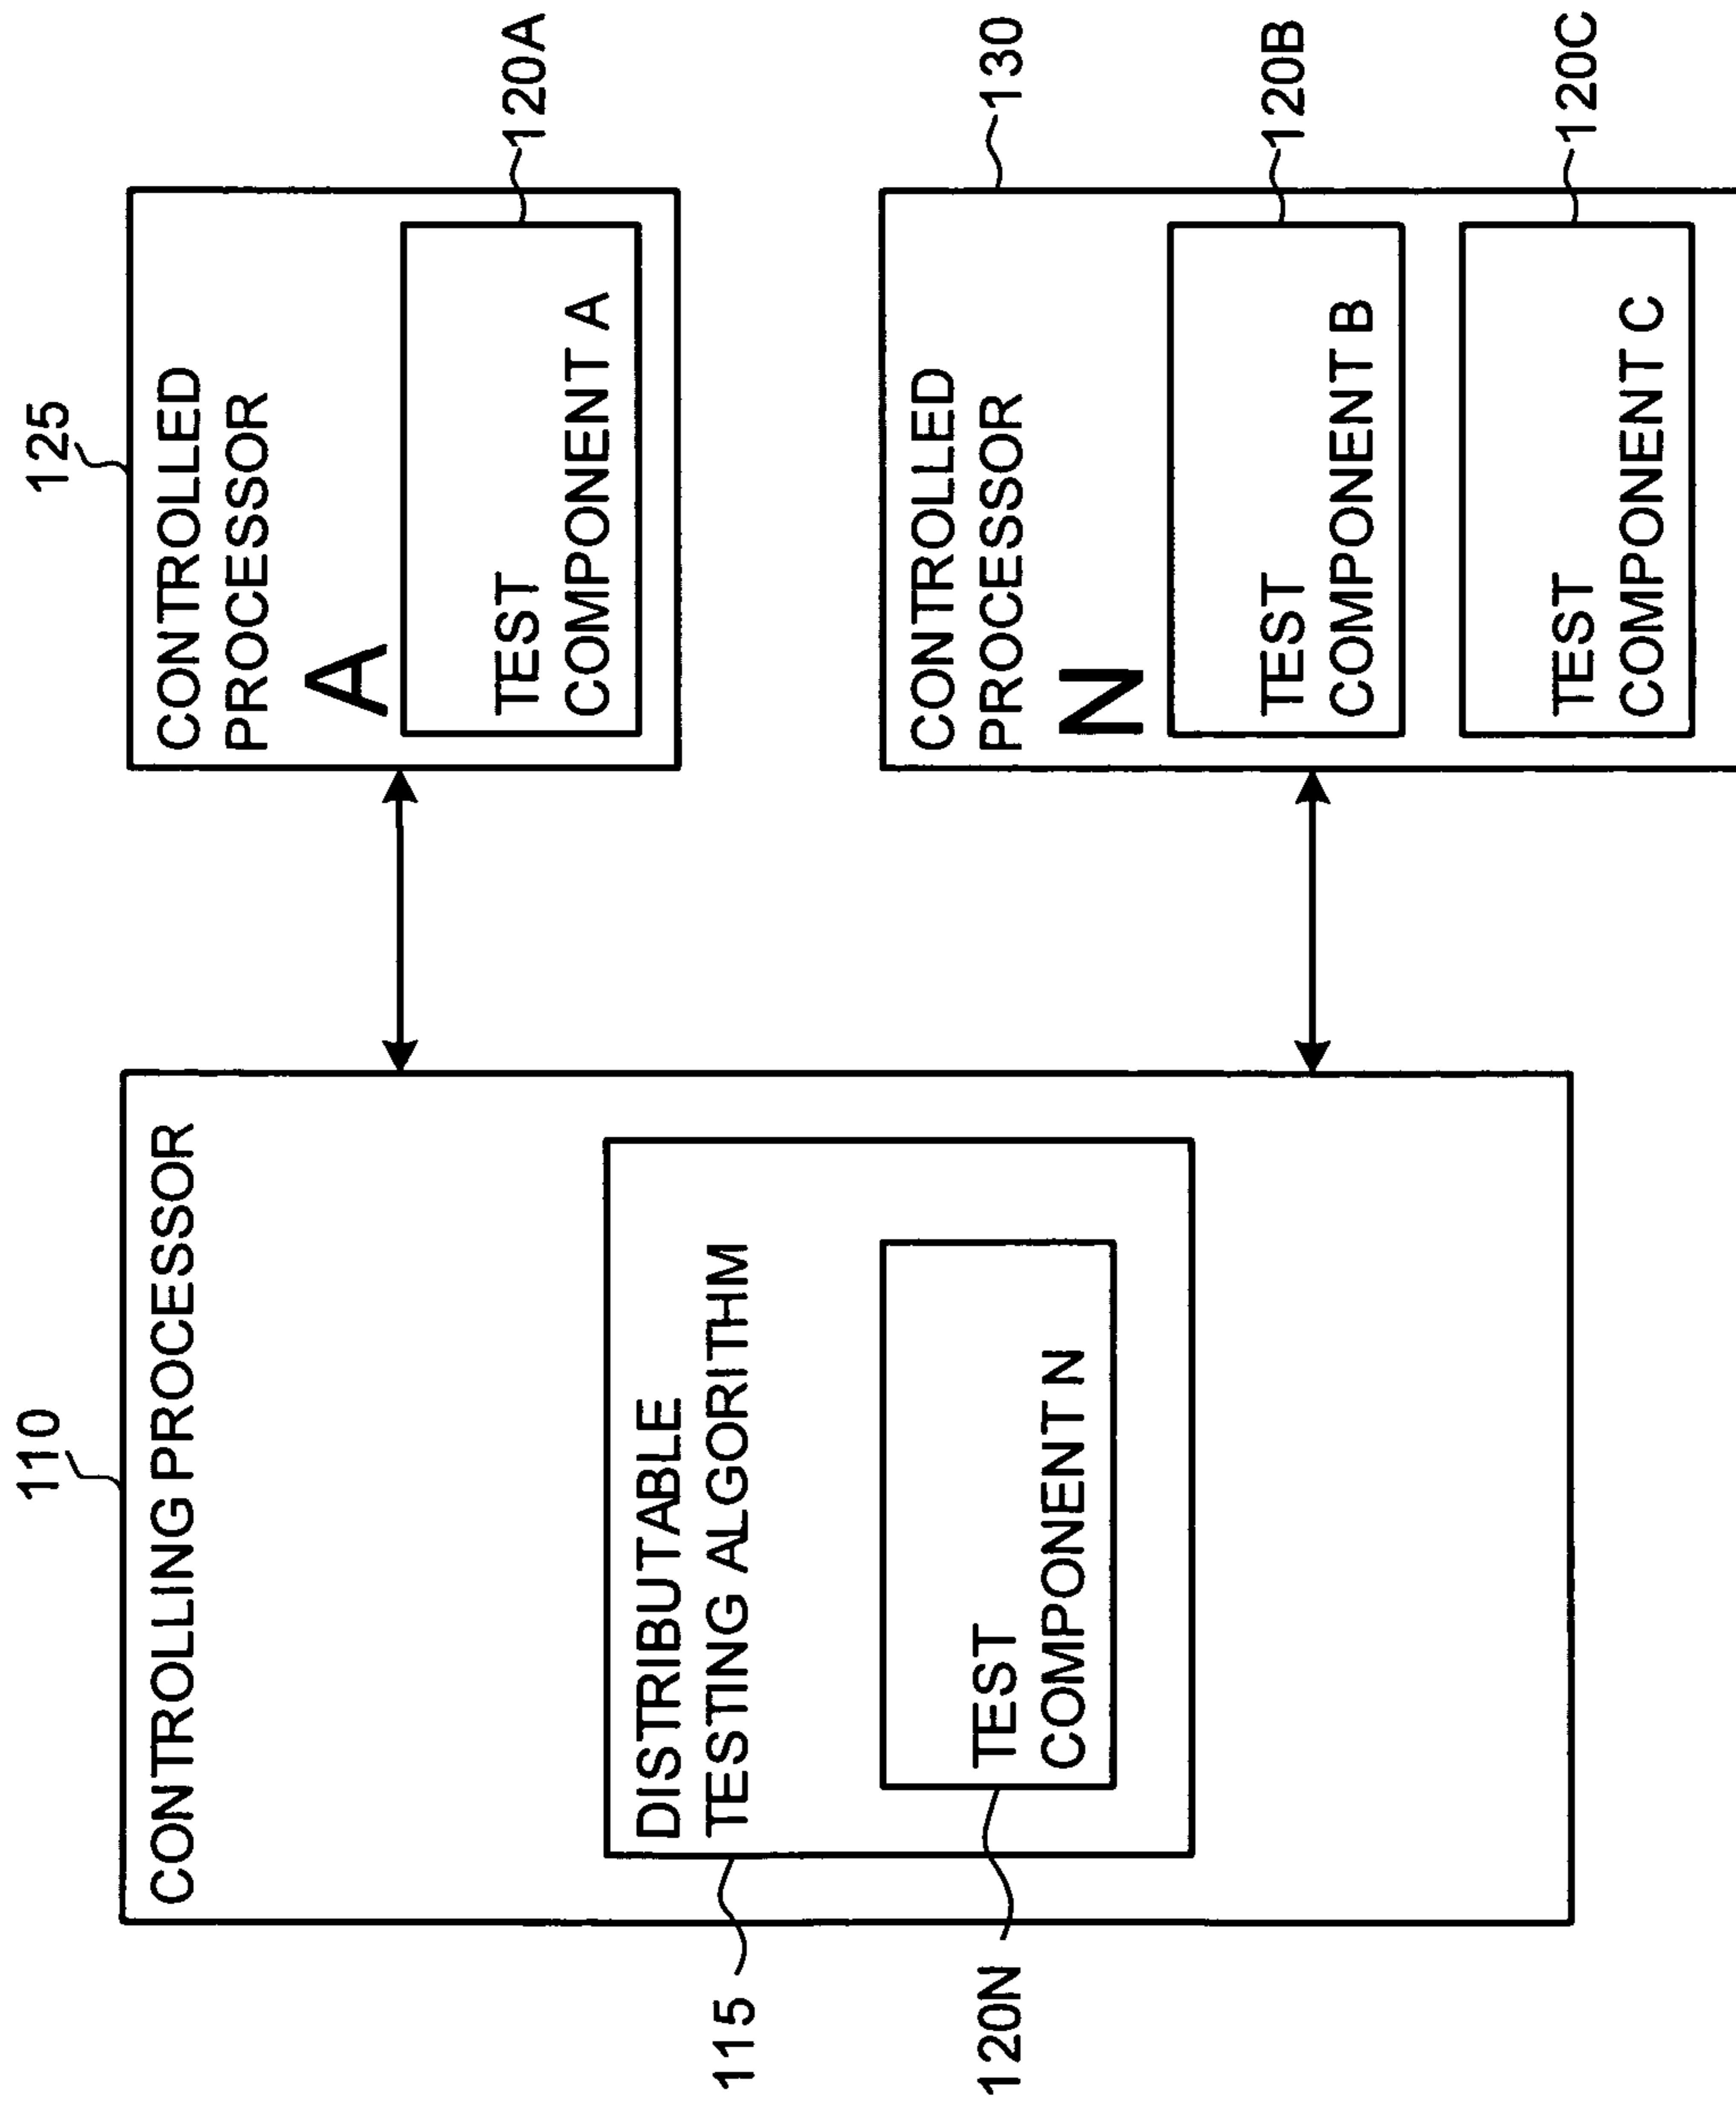 110
CONTROLLING PROCESSOR
DISTRIBUTABLE
TESTING ALGORITHM
TEST
COMPONENT N
115
120N
125
CONTROLLED
PROCESSOR
A
TEST
COMPONENT A
120A
CONTROLLED
PROCESSOR
N
130
TEST
COMPONENT B
120B
TEST
COMPONENT C
120C